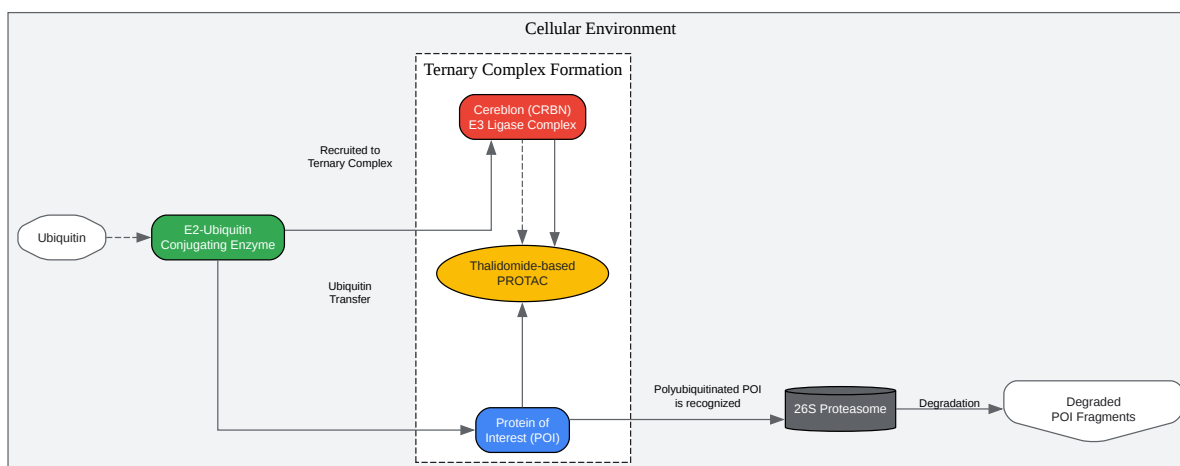 Cellular Environment
Ternary Complex Formation
Cereblon (CRBN)
E3 Ligase Complex
Recruited to
Ternary Complex
Ubiquitin
E2-Ubiquitin
Conjugating Enzyme
Thalidomide-based
PROTAC
Ubiquitin
Transfer
Polyubiquitinated POI
is recognized
26S Proteasome
Degradation
Degraded
POI Fragments
Protein of
Interest (POI)